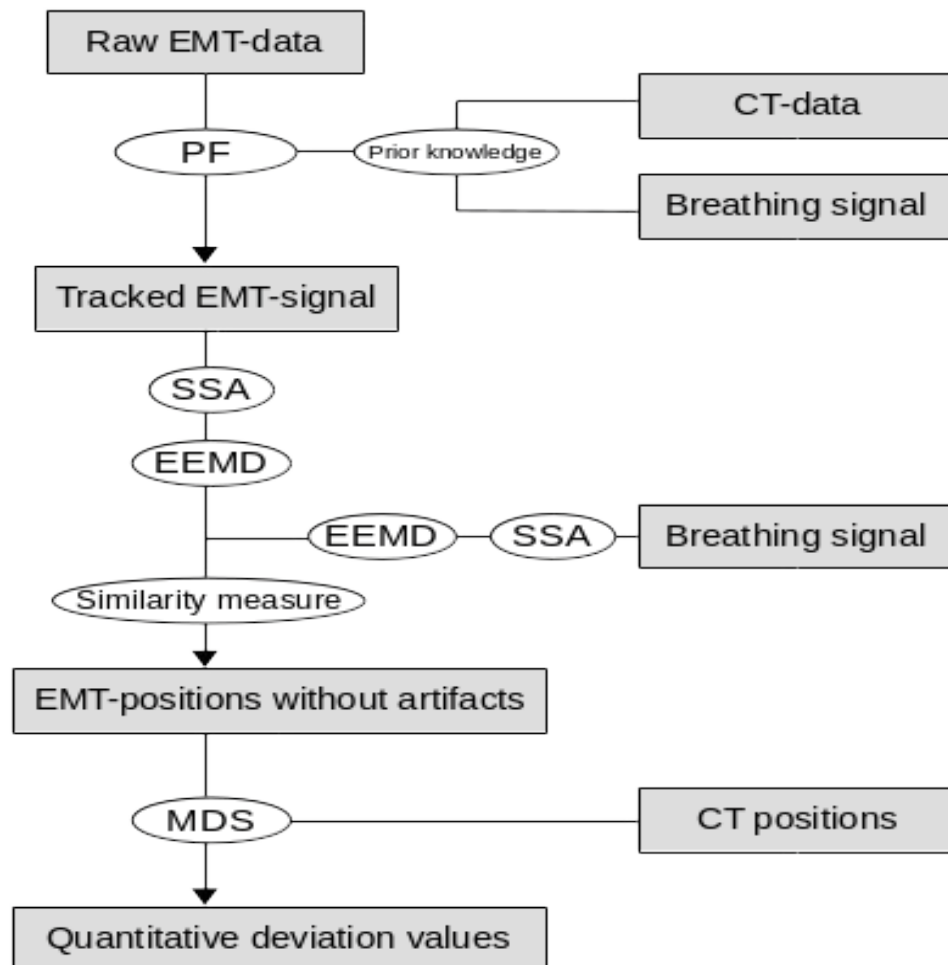 Raw EMT-data
CT-data
PF
Prior knowledge
Breathing signal
Tracked EMT-signal
SSA
EEMD
EEMD
SSA
Breathing signal
Similarity measure
EMT-positions without artifacts
MDS
CT positions
Quantitative deviation values